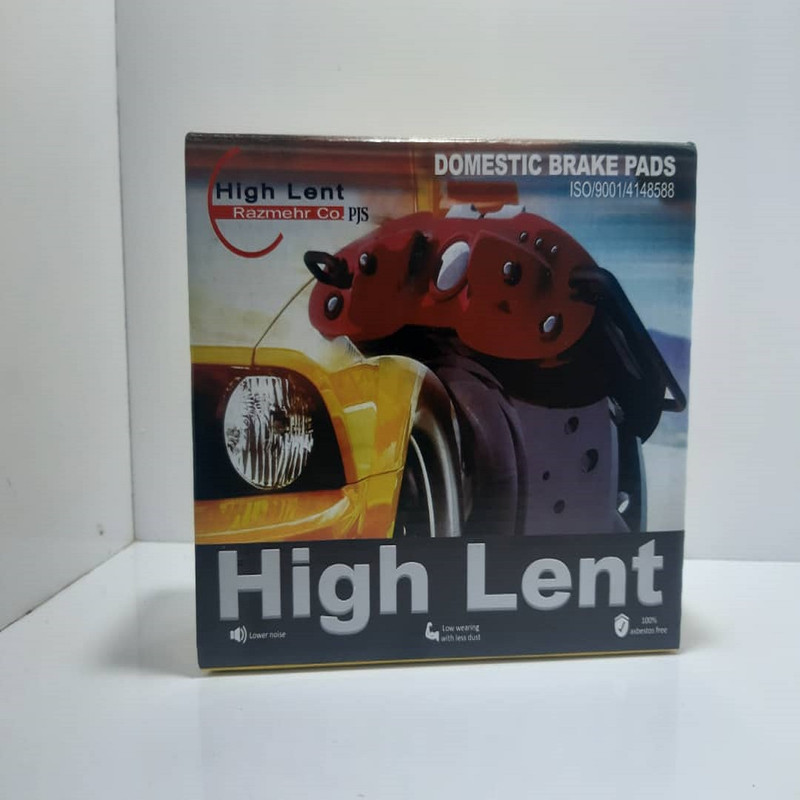 DOMESTIC BRAKE PADS
ISO/9001/4148588
High Lent
Razmehr Co. PJS
High Lent
Lower noise
Low wearing
with less dust
100%
asbestos free